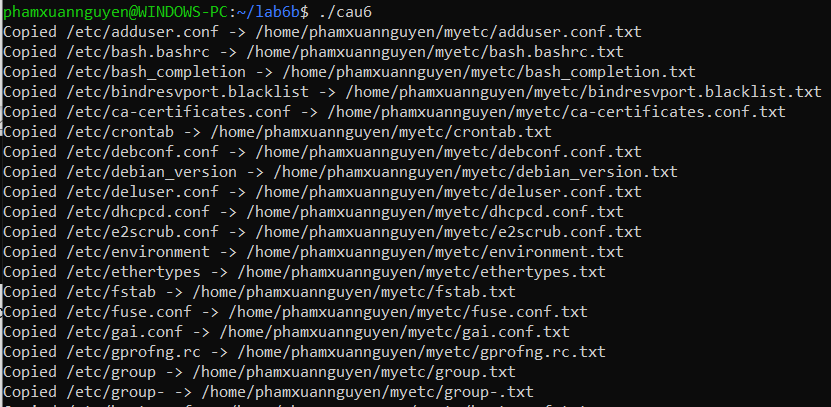 phamxuannguyen@WINDOWS-PC:~/lab6b$ ./cau6
Copied /etc/adduser.conf -> /home/phamxuannguyen/myetc/adduser.conf.txt
Copied /etc/bash.bashrc -> /home/phamxuannguyen/myetc/bash.bashrc.txt
Copied /etc/bash_completion -> /home/phamxuannguyen/myetc/bash_completion.txt
Copied /etc/bindresvport.blacklist -> /home/phamxuannguyen/myetc/bindresvport.blacklist.txt
Copied /etc/ca-certificates.conf -> /home/phamxuannguyen/myetc/ca-certificates.conf.txt
Copied /etc/crontab -> /home/phamxuannguyen/myetc/crontab.txt
Copied /etc/debconf.conf -> /home/phamxuannguyen/myetc/debconf.conf.txt
Copied /etc/debian_version -> /home/phamxuannguyen/myetc/debian_version.txt
Copied /etc/deluser.conf -> /home/phamxuannguyen/myetc/deluser.conf.txt
Copied /etc/dhcpcd.conf -> /home/phamxuannguyen/myetc/dhcpcd.conf.txt
Copied /etc/e2scrub.conf -> /home/phamxuannguyen/myetc/e2scrub.conf.txt
Copied /etc/environment -> /home/phamxuannguyen/myetc/environment.txt
Copied /etc/ethertypes -> /home/phamxuannguyen/myetc/ethertypes.txt
Copied /etc/fstab -> /home/phamxuannguyen/myetc/fstab.txt
Copied /etc/fuse.conf -> /home/phamxuannguyen/myetc/fuse.conf.txt
Copied /etc/gai.conf -> /home/phamxuannguyen/myetc/gai.conf.txt
Copied /etc/gprofng.rc -> /home/phamxuannguyen/myetc/gprofng.rc.txt
Copied /etc/group -> /home/phamxuannguyen/myetc/group.txt
Copied /etc/group- -> /home/phamxuannguyen/myetc/group-.txt